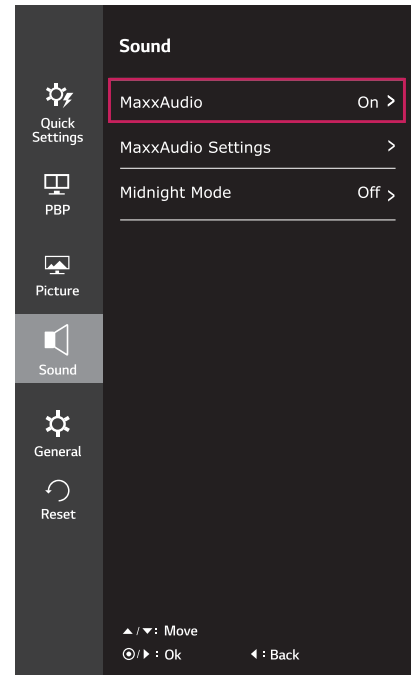 Sound
Quick
Settings
PBP
Picture
Sound
General
Reset
MaxxAudio On >
MaxxAudio Settings >
Midnight Mode Off >
▲/▼: Move
◉/▶ : Ok ◀ : Back